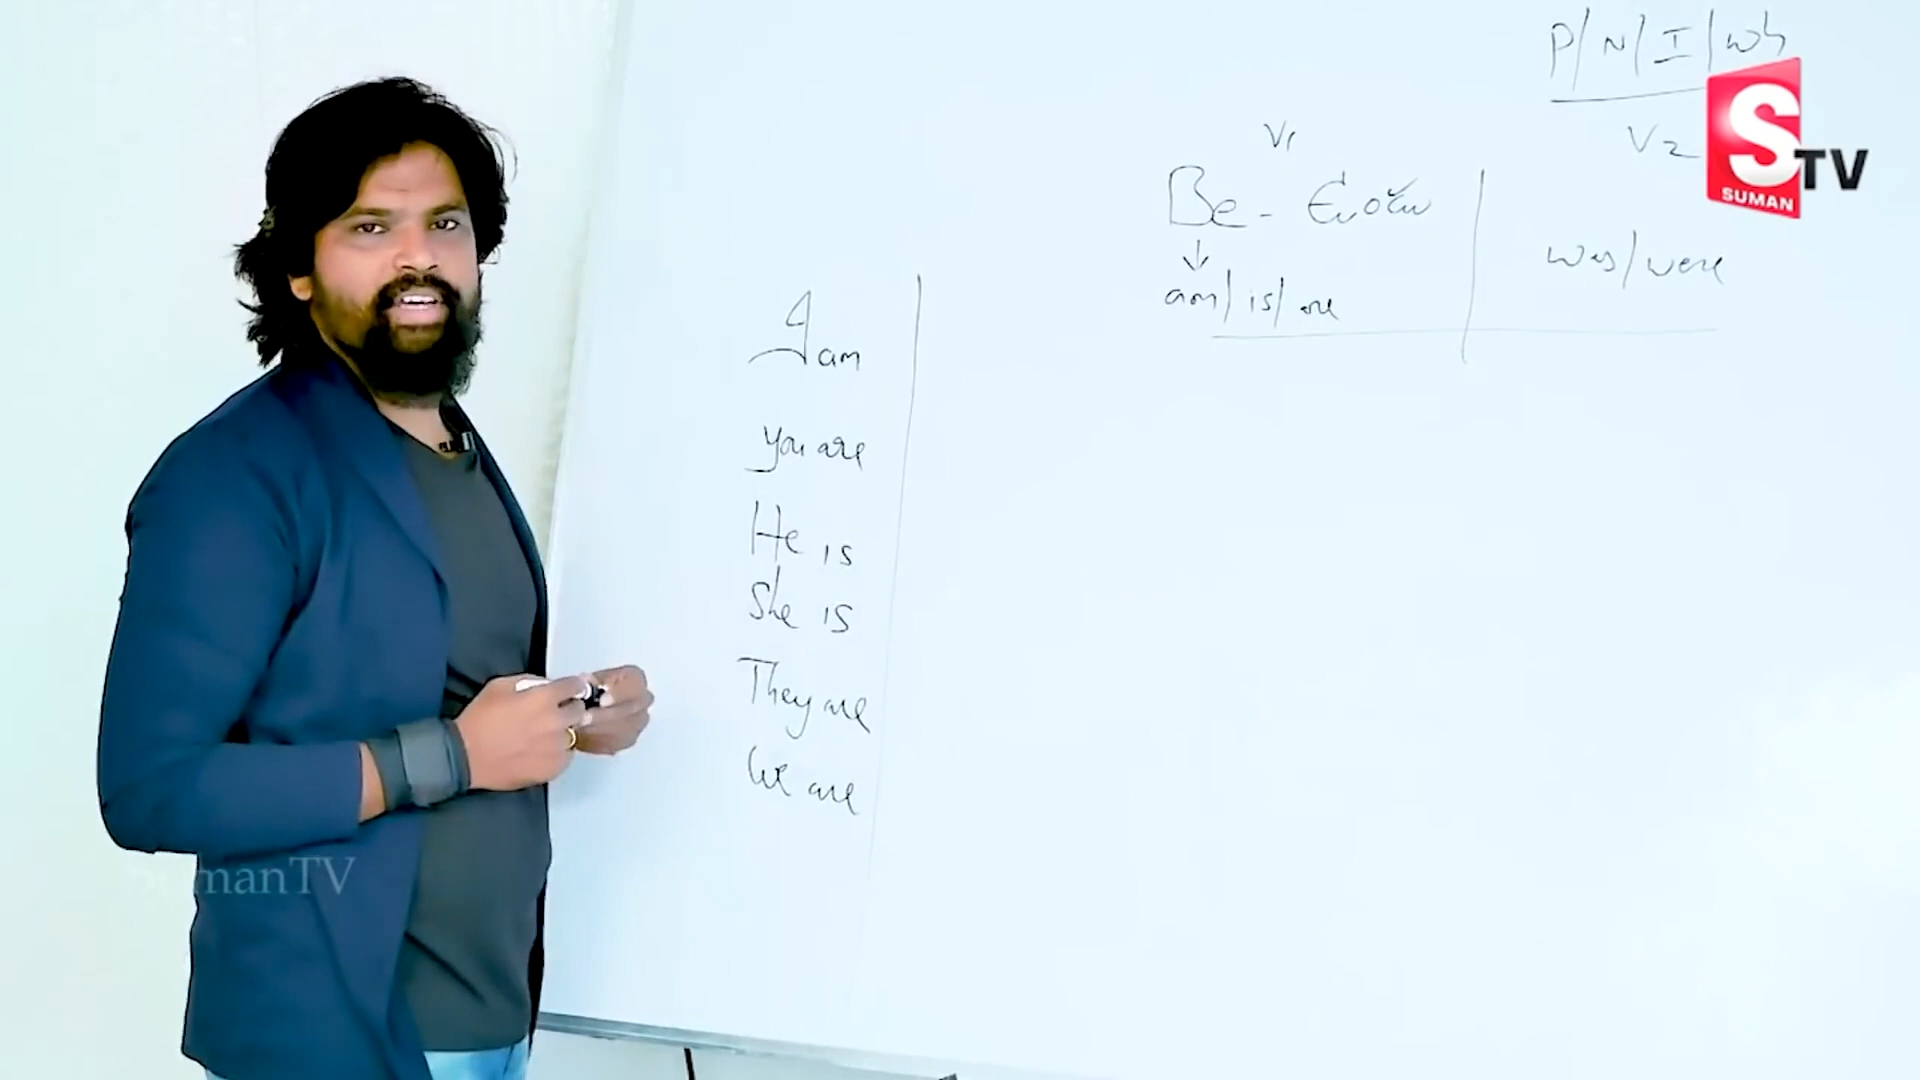 P/N/I/Wh
V1
V2
Be - ఉండు
was/were
am/is/are
I am
You are
He is
She is
They are
We are
S
TV
SUMAN
SumanTV